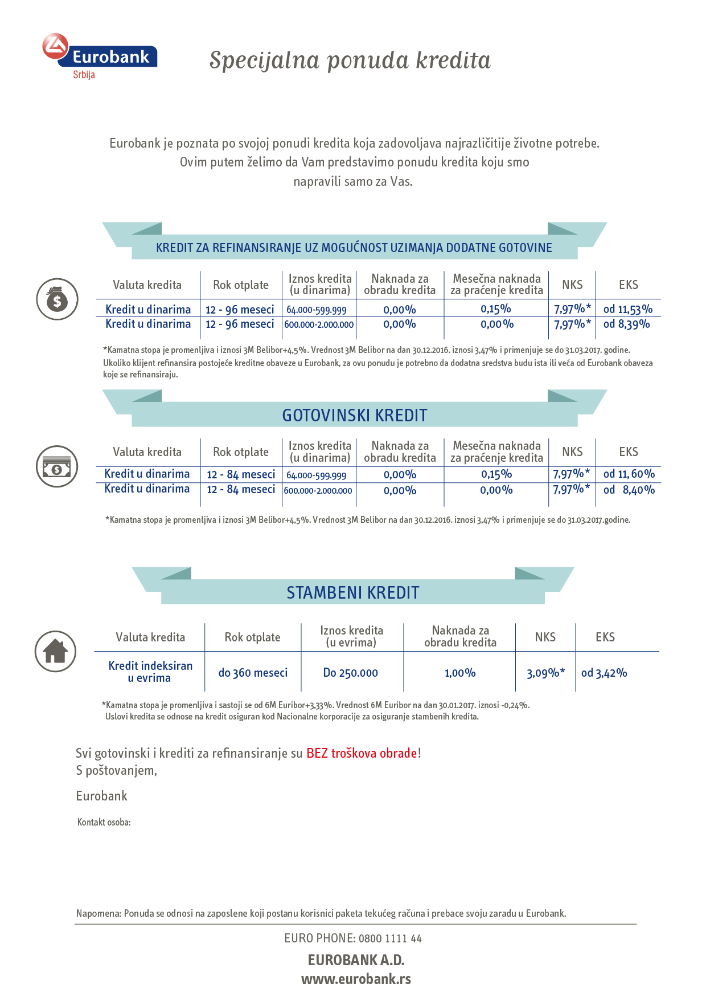 Eurobank
Srbija
Specijalna ponuda kredita
Eurobank je poznata po svojoj ponudi kredita koja zadovoljava najrazličitije životne potrebe.
Ovim putem želimo da Vam predstavimo ponudu kredita koju smo
napravili samo za Vas.
KREDIT ZA REFINANSIRANJE UZ MOGUĆNOST UZIMANJA DODATNE GOTOVINE
Valuta kredita Rok otplate Iznos kredita (u dinarima) Naknada za obradu kredita Mesečna naknada za praćenje kredita NKS EKS
Kredit u dinarima 12 - 96 meseci 64.000-599.999 0,00% 0,15% 7,97%* od 11,53%
Kredit u dinarima 12 - 96 meseci 600.000-2.000.000 0,00% 0,00% 7,97%* od 8,39%
*Kamatna stopa je promenljiva i iznosi 3M Belibor+4,5%. Vrednost 3M Belibor na dan 30.12.2016. iznosi 3,47% i primenjuje se do 31.03.2017. godine.
Ukoliko klijent refinansira postojeće kreditne obaveze u Eurobank, za ovu ponudu je potrebno da dodatna sredstva budu ista ili veća od Eurobank obaveza
koje se refinansiraju.
GOTOVINSKI KREDIT
Valuta kredita Rok otplate Iznos kredita (u dinarima) Naknada za obradu kredita Mesečna naknada za praćenje kredita NKS EKS
Kredit u dinarima 12 - 84 meseci 64.000-599.999 0,00% 0,15% 7,97%* od 11, 60%
Kredit u dinarima 12 - 84 meseci 600.000-2.000.000 0,00% 0,00% 7,97%* od 8,40%
*Kamatna stopa je promenljiva i iznosi 3M Belibor+4,5%. Vrednost 3M Belibor na dan 30.12.2016. iznosi 3,47% i primenjuje se do 31.03.2017.godine.
STAMBENI KREDIT
Valuta kredita Rok otplate Iznos kredita (u evrima) Naknada za obradu kredita NKS EKS
Kredit indeksiran u evrima do 360 meseci Do 250.000 1,00% 3,09%* od 3,42%
*Kamatna stopa je promenljiva i sastoji se od 6M Euribor+3,33%. Vrednost 6M Euribor na dan 30.01.2017. iznosi -0,24%.
Uslovi kredita se odnose na kredit osiguran kod Nacionalne korporacije za osiguranje stambenih kredita.
Svi gotovinski i krediti za refinansiranje su BEZ troškova obrade!
S poštovanjem,
Eurobank
Kontakt osoba:
Napomena: Ponuda se odnosi na zaposlene koji postanu korisnici paketa tekućeg računa i prebace svoju zaradu u Eurobank.
EURO PHONE: 0800 1111 44
EUROBANK A.D.
www.eurobank.rs